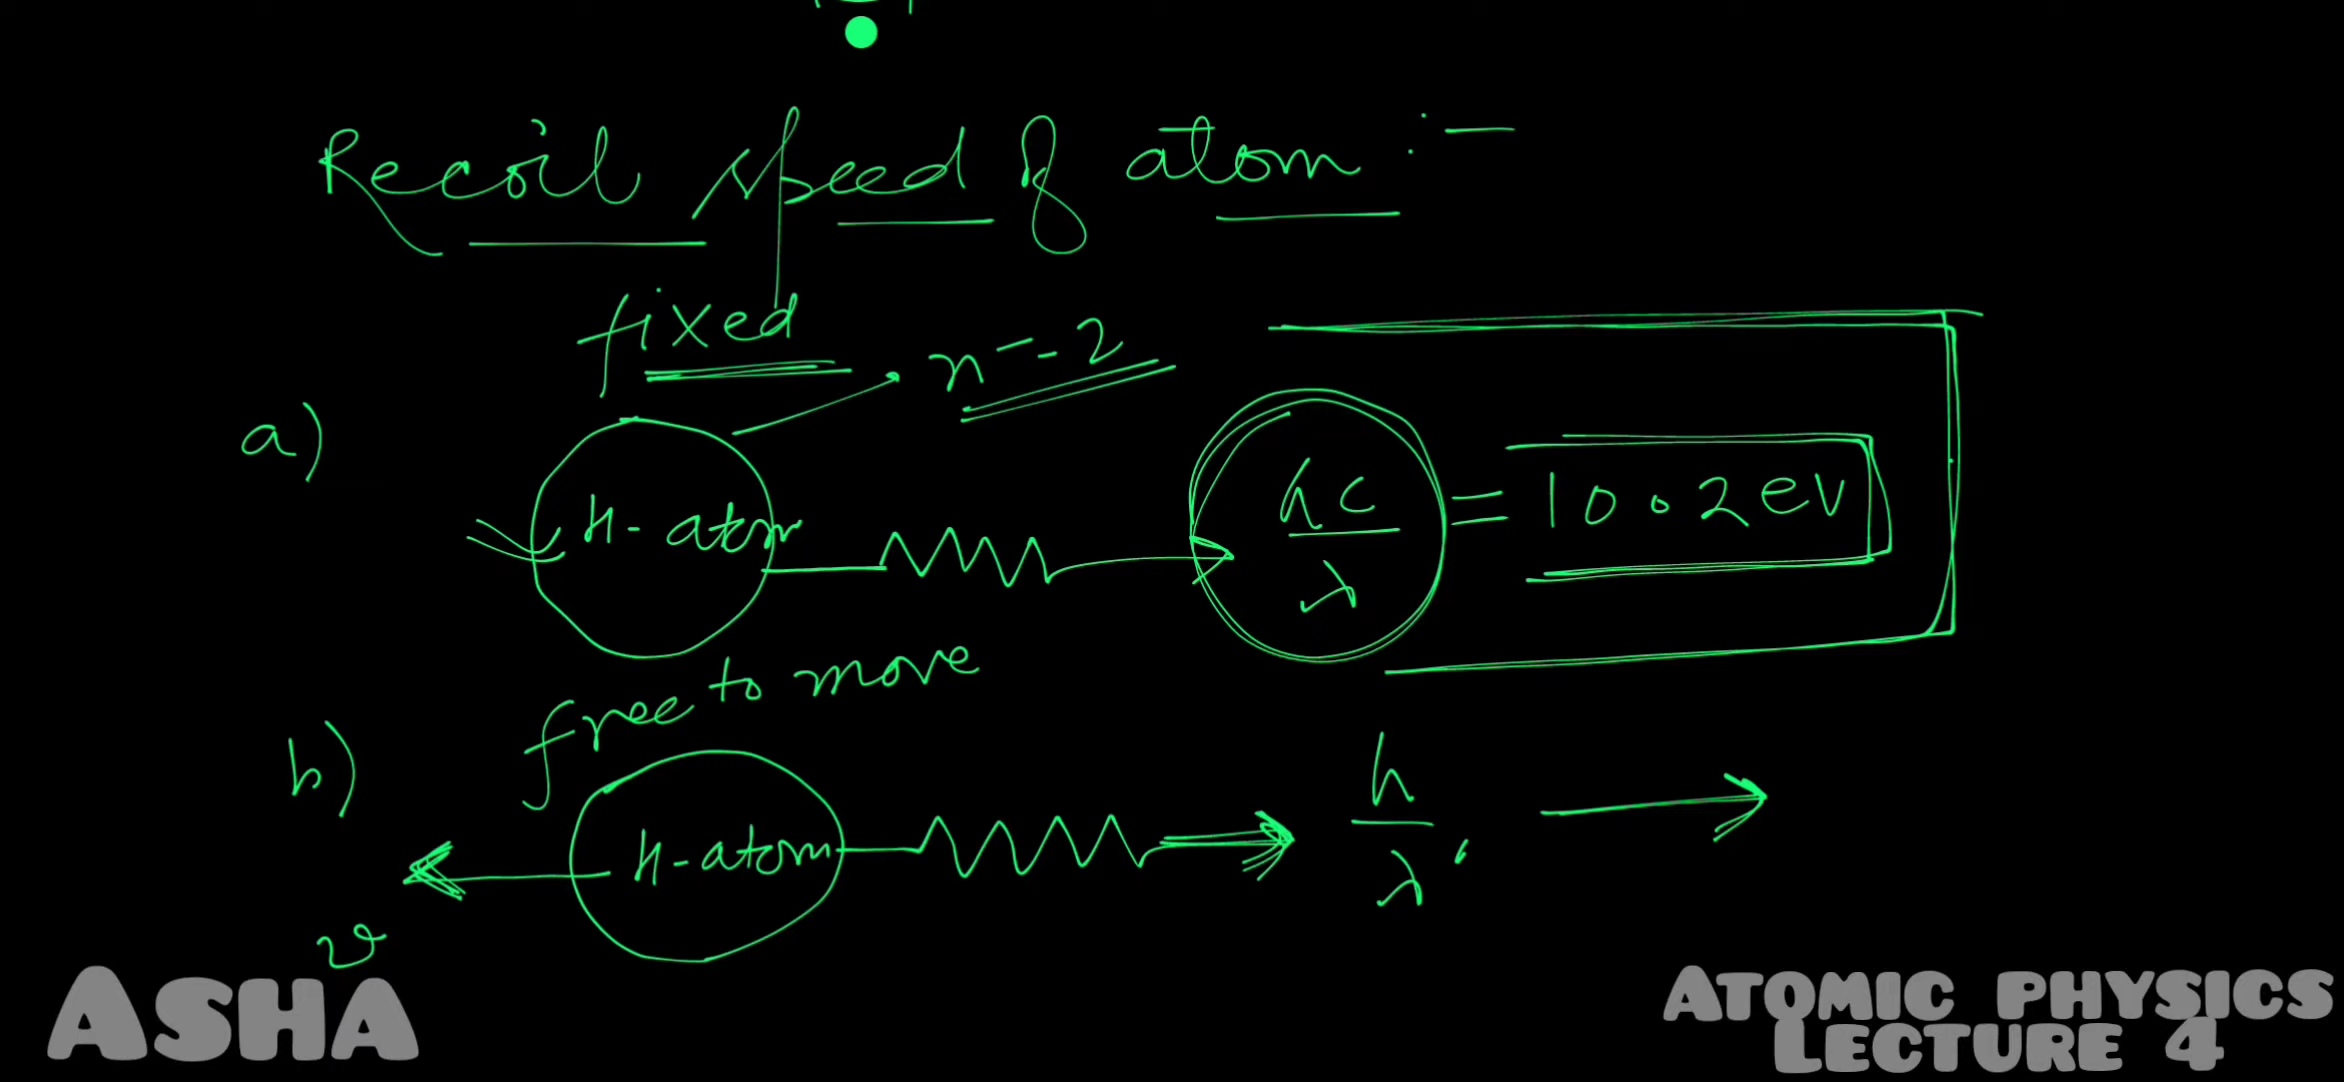 Recoil speed of atom :-
fixed
n = 2
a)
H-atom
hc/λ = 10.2eV
free to move
b)
H-atom
h/λ'
v
ASHA
ATOMIC PHYSICS
LECTURE 4